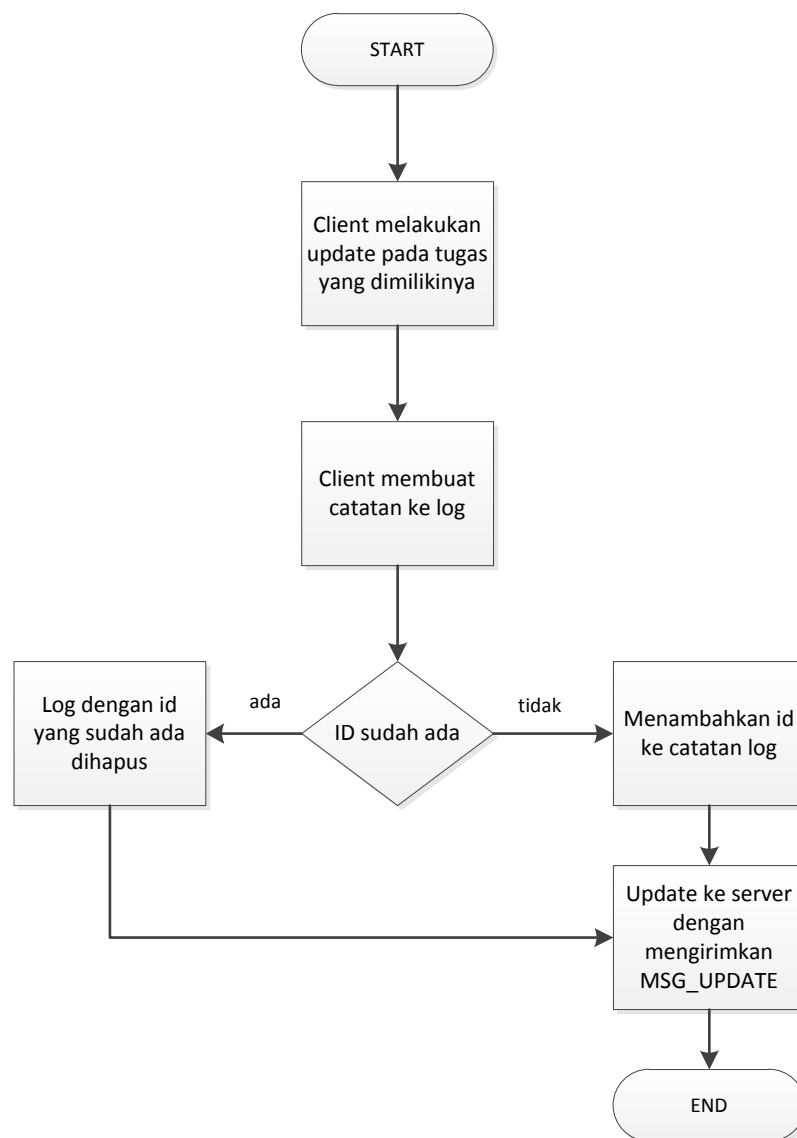 START
Client melakukan
update pada tugas
yang dimilikinya
Client membuat
catatan ke log
Log dengan id
yang sudah ada
dihapus
ada
ID sudah ada
tidak
Menambahkan id
ke catatan log
Update ke server
dengan
mengirimkan
MSG_UPDATE
END